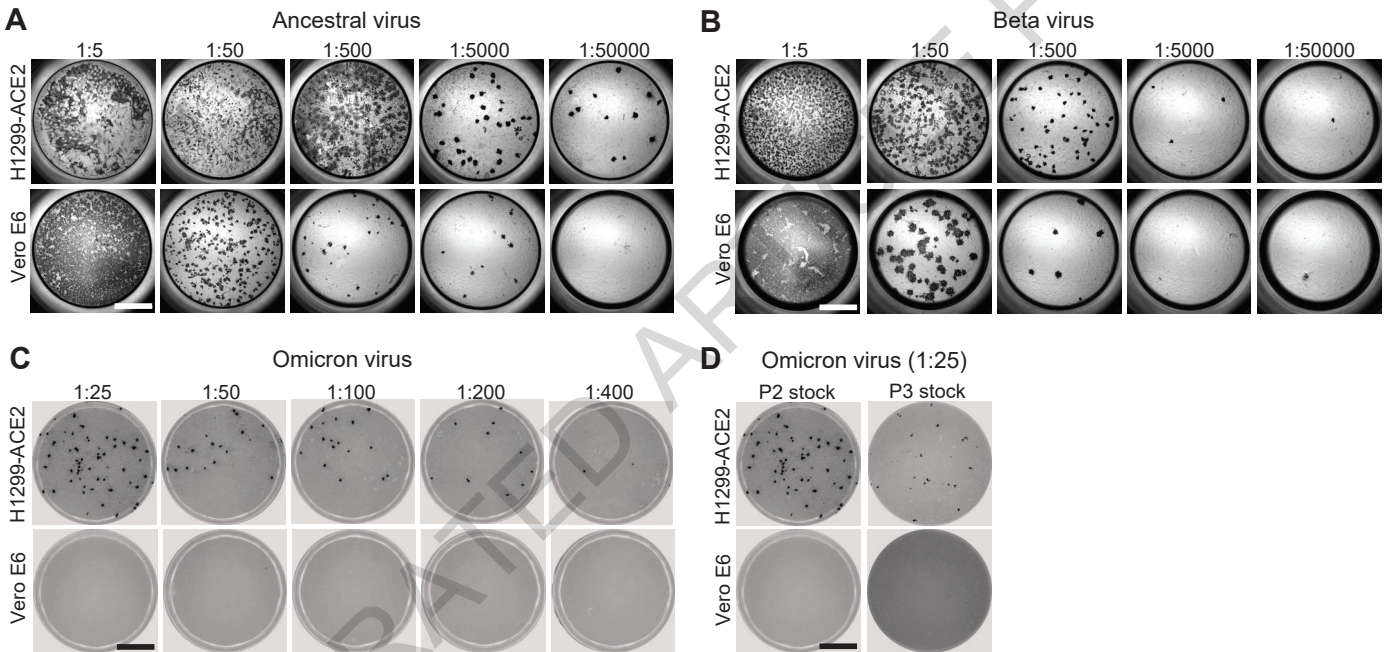 A
Ancestral virus
1:5 1:50 1:500 1:5000 1:50000
H1299-ACE2
Vero E6
B
Beta virus
1:5 1:50 1:500 1:5000 1:50000
H1299-ACE2
Vero E6
C
Omicron virus
1:25 1:50 1:100 1:200 1:400
H1299-ACE2
Vero E6
D
Omicron virus (1:25)
P2 stock P3 stock
H1299-ACE2
Vero E6
RATED AR